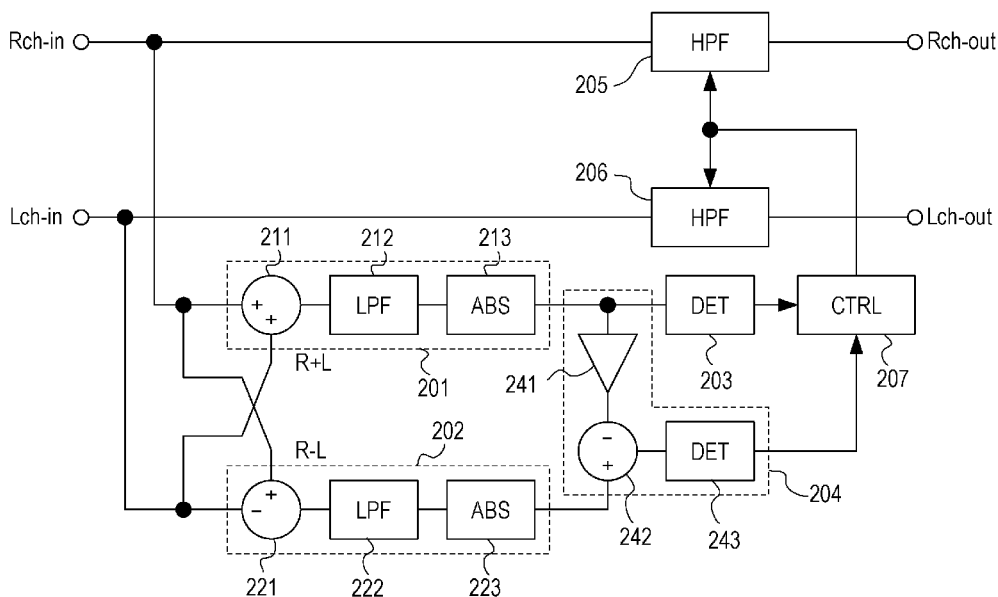 Rch-in
HPF
Rch-out
205
206
Lch-in
HPF
Lch-out
211
212
213
+
+
LPF
ABS
DET
CTRL
R+L
201
241
203
207
R-L
202
−
+
DET
204
+
−
LPF
ABS
242
243
221
222
223